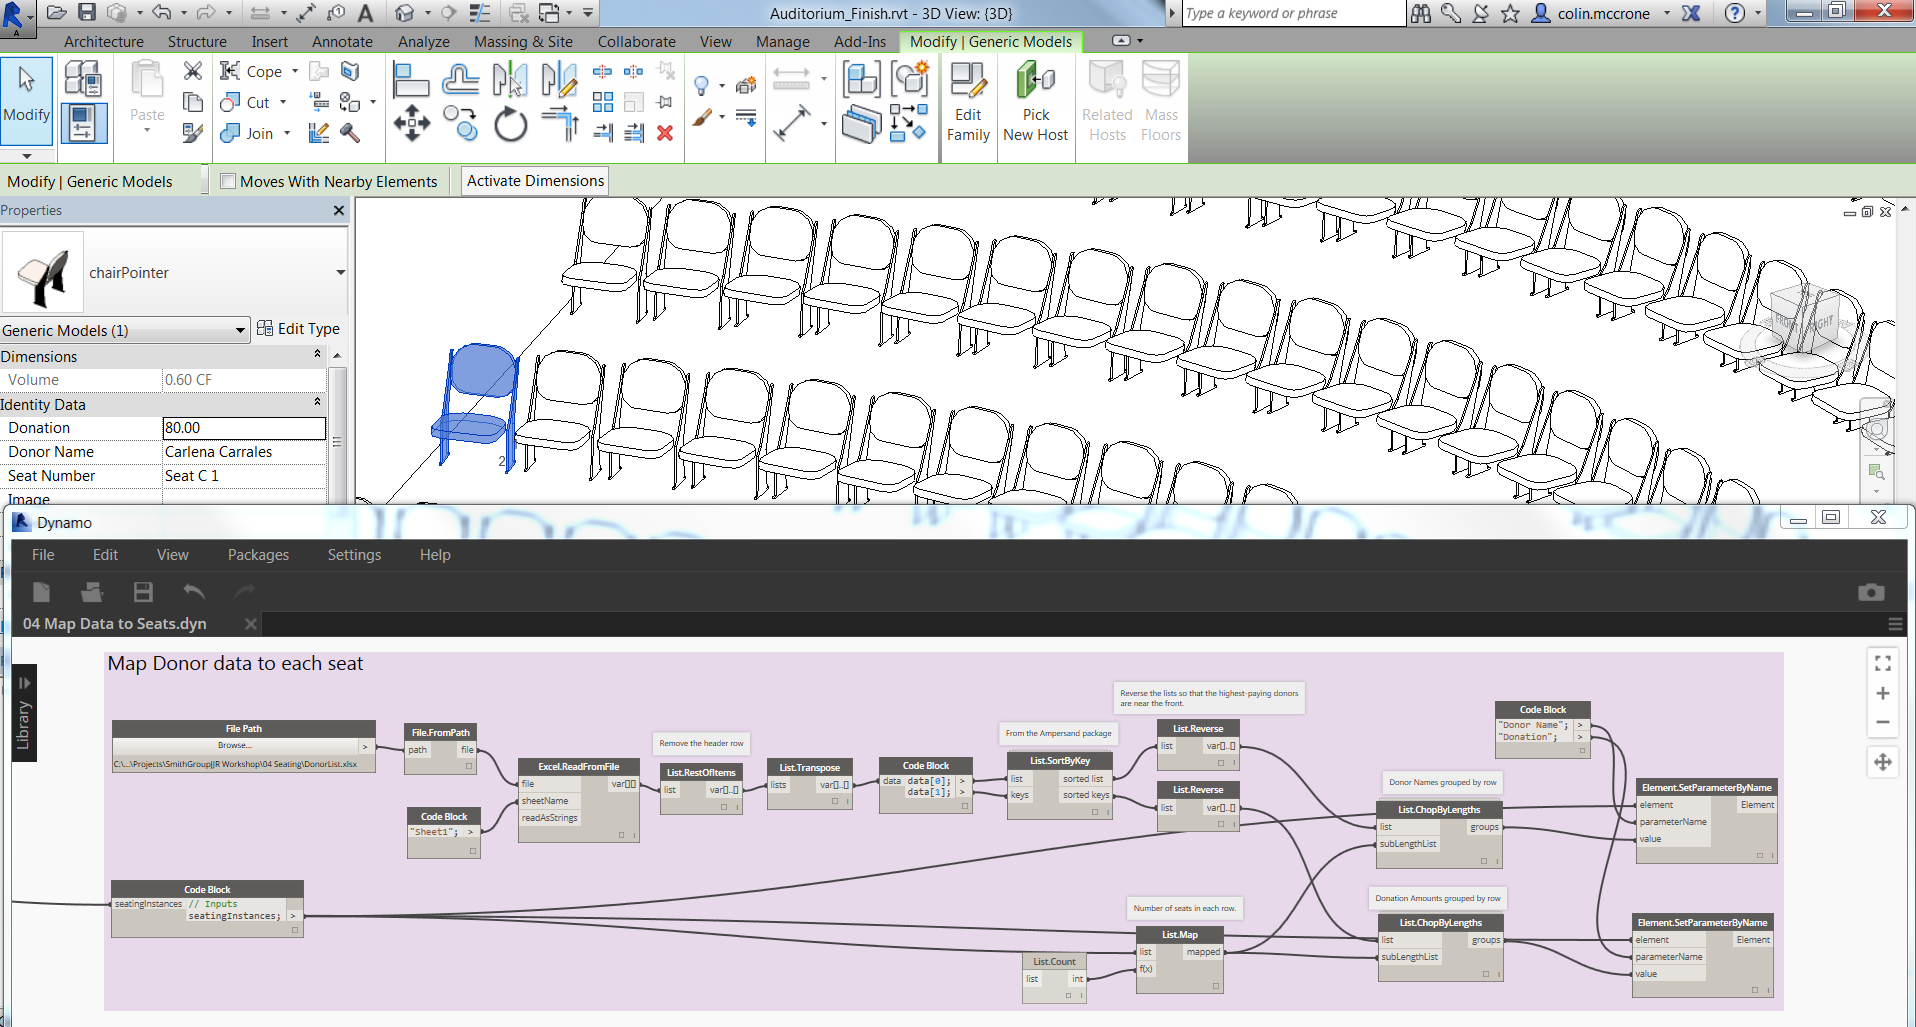 Auditorium_Finish.rvt - 3D View: {3D}
Type a keyword or phrase
colin.mccrone
Architecture
Structure
Insert
Annotate
Analyze
Massing & Site
Collaborate
View
Manage
Add-Ins
Modify | Generic Models
Modify
Paste
Cope
Cut
Join
Edit
Family
Pick
New Host
Related
Hosts
Mass
Floors
Modify | Generic Models
Moves With Nearby Elements
Activate Dimensions
Properties
chairPointer
Generic Models (1)
Edit Type
Dimensions
Volume 0.60 CF
Identity Data
Donation 80.00
Donor Name Carlena Carrales
Seat Number Seat C 1
Image
2
FRONT
RIGHT
Dynamo
File
Edit
View
Packages
Settings
Help
04 Map Data to Seats.dyn
Library
Map Donor data to each seat
File Path
Browse...
>
C:\...\Projects\SmithGroupJJR Workshop\04 Seating\DonorList.xlsx
File.FromPath
path file
Code Block
"Sheet1"; >
Excel.ReadFromFile
file var[][]
sheetName
readAsStrings
Remove the header row
List.RestOfItems
list var[]..[]
List.Transpose
lists var[]..[]
Code Block
data data[0]; >
data[1]; >
From the Ampersand package
List.SortByKey
list sorted list
keys sorted keys
Reverse the lists so that the highest-paying donors
are near the front.
List.Reverse
list var[]..[]
List.Reverse
list var[]..[]
Donor Names grouped by row
List.ChopByLengths
list groups
subLengthList
Code Block
"Donor Name"; >
"Donation"; >
Element.SetParameterByName
element Element
parameterName
value
Code Block
seatingInstances // Inputs
seatingInstances; >
Number of seats in each row.
List.Map
list mapped
f(x)
List.Count
list int
Donation Amounts grouped by row
List.ChopByLengths
list groups
subLengthList
Element.SetParameterByName
element Element
parameterName
value